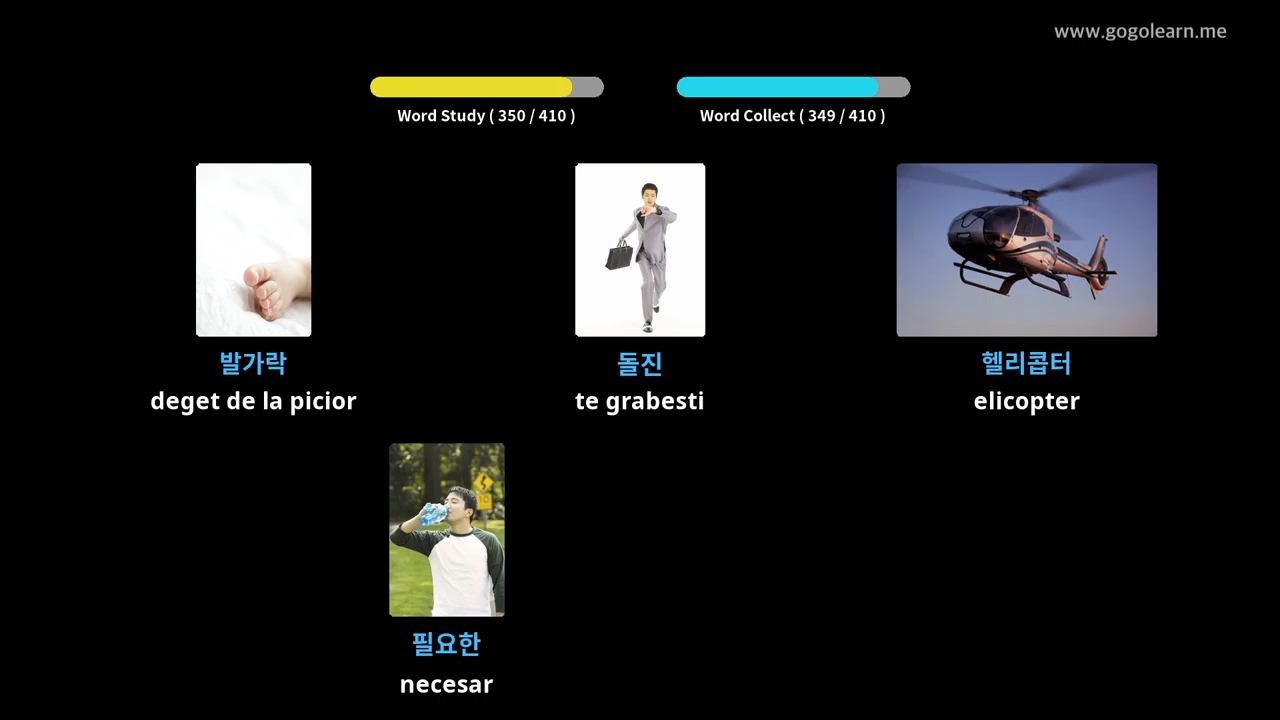 www.gogolearn.me
Word Study ( 350 / 410 )
Word Collect ( 349 / 410 )
발가락
deget de la picior
돌진
te grabesti
헬리콥터
elicopter
10
필요한
necesar